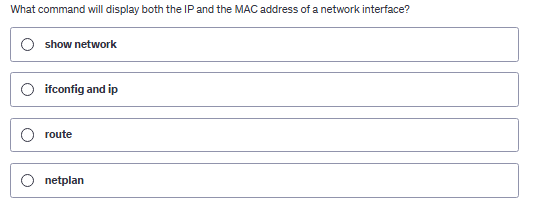 What command will display both the IP and the MAC address of a network interface?
show network
ifconfig and ip
route
netplan